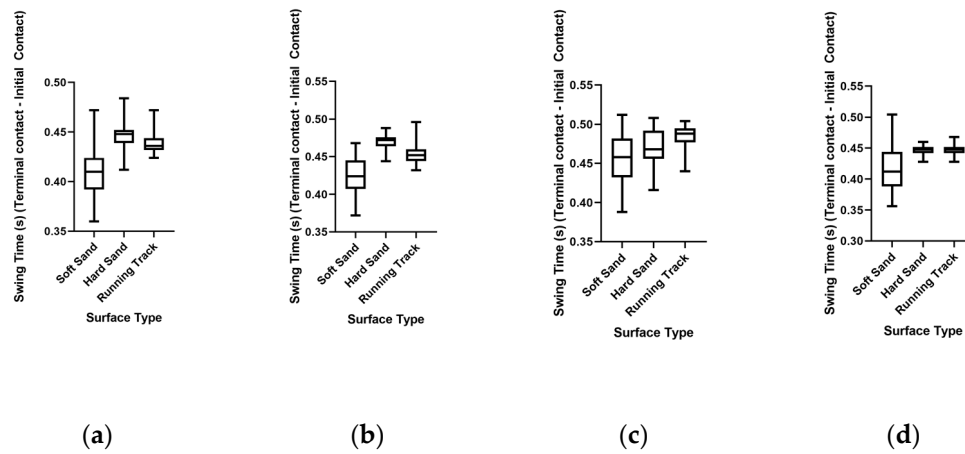 Swing Time (s) (Terminal contact - Initial Contact)
0.50
0.45
0.40
0.35
Soft Sand
Hard Sand
Running Track
Surface Type
(a)
Swing Time (s) (Terminal contact - Initial Contact)
0.55
0.50
0.45
0.40
0.35
Soft Sand
Hard Sand
Running Track
Surface Type
(b)
Swing Time (s) (Terminal contact - Initial Contact)
0.55
0.50
0.45
0.40
0.35
Soft Sand
Hard Sand
Running Track
Surface Type
(c)
Swing Time (s) (Terminal contact - Initial Contact)
0.55
0.50
0.45
0.40
0.35
0.30
Soft Sand
Hard Sand
Running Track
Surface Type
(d)